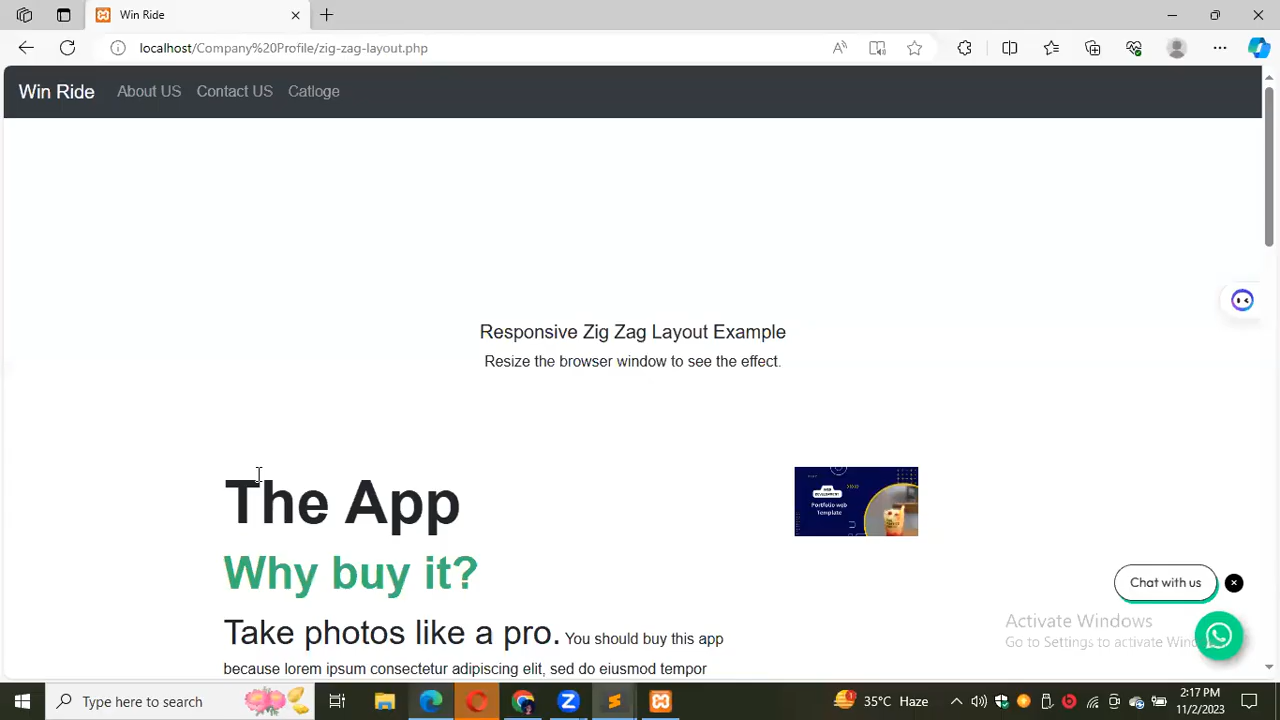 Win Ride
localhost/Company%20Profile/zig-zag-layout.php
Win Ride About US Contact US Catloge
Responsive Zig Zag Layout Example
Resize the browser window to see the effect.
The App
WEB DEVELOPMENT
Portfolio web
Template
Why buy it?
Chat with us
Take photos like a pro. You should buy this app
because lorem ipsum consectetur adipiscing elit, sed do eiusmod tempor
Activate Windows
Go to Settings to activate Win
Type here to search
1
35°C Haze
2:17 PM
11/2/2023